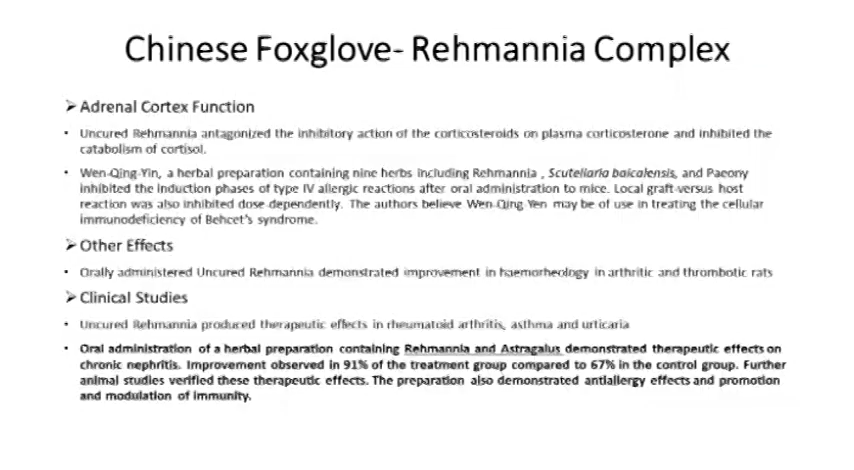 Chinese Foxglove- Rehmannia Complex
➢ Adrenal Cortex Function
• Uncured Rehmannia antagonized the inhibitory action of the corticosteroids on plasma corticosterone and inhibited the
catabolism of cortisol.
• Wen-Qing-Yin, a herbal preparation containing nine herbs including Rehmannia , Scutellaria baicalensis, and Paeony
inhibited the induction phases of type IV allergic reactions after oral administration to mice. Local graft-versus host
reaction was also inhibited dose-dependently. The authors believe Wen-Qing Yen may be of use in treating the cellular
immunodeficiency of Behcet's syndrome.
➢ Other Effects
• Orally administered Uncured Rehmannia demonstrated improvement in haemorheology in arthritic and thrombotic rats
➢ Clinical Studies
• Uncured Rehmannia produced therapeutic effects in rheumatoid arthritis, asthma and urticaria
• Oral administration of a herbal preparation containing Rehmannia and Astragalus demonstrated therapeutic effects on
chronic nephritis. Improvement observed in 91% of the treatment group compared to 67% in the control group. Further
animal studies verified these therapeutic effects. The preparation also demonstrated antiallergy effects and promotion
and modulation of immunity.